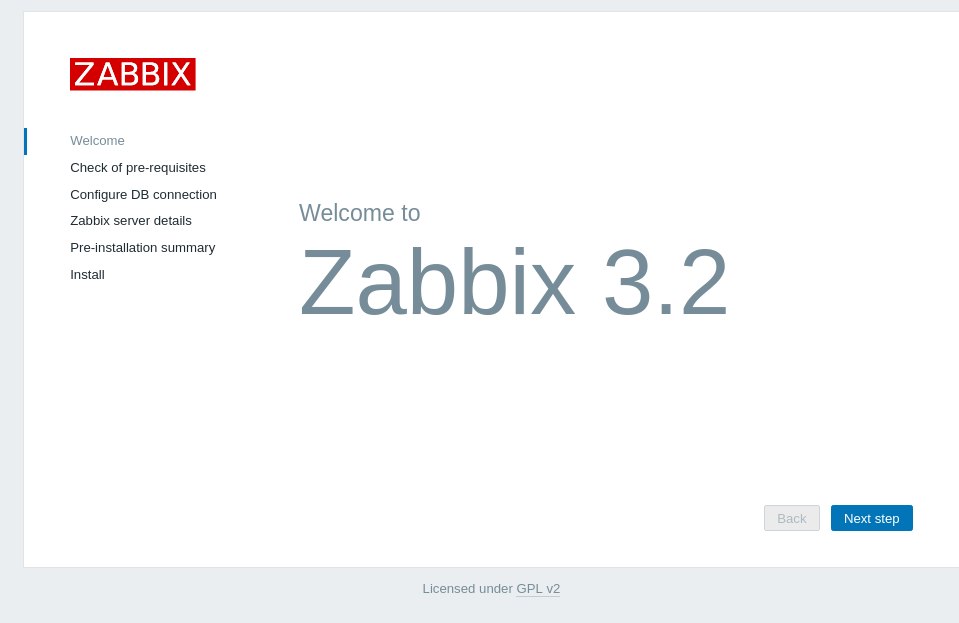 ZABBIX
Welcome
Check of pre-requisites
Configure DB connection
Zabbix server details
Pre-installation summary
Install
Welcome to
Zabbix 3.2
Back
Next step
Licensed under GPL v2